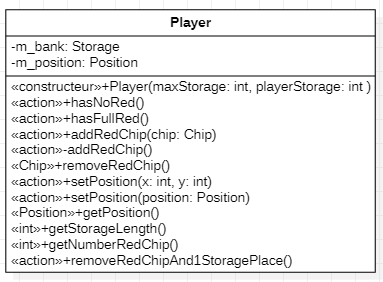 Player
-m_bank: Storage
-m_position: Position
«constructeur»+Player(maxStorage: int, playerStorage: int )
«action»+hasNoRed()
«action»+hasFullRed()
«action»+addRedChip(chip: Chip)
«action»-addRedChip()
«Chip»+removeRedChip()
«action»+setPosition(x: int, y: int)
«action»+setPosition(position: Position)
«Position»+getPosition()
«int»+getStorageLength()
«int»+getNumberRedChip()
«action»+removeRedChipAnd1StoragePlace()